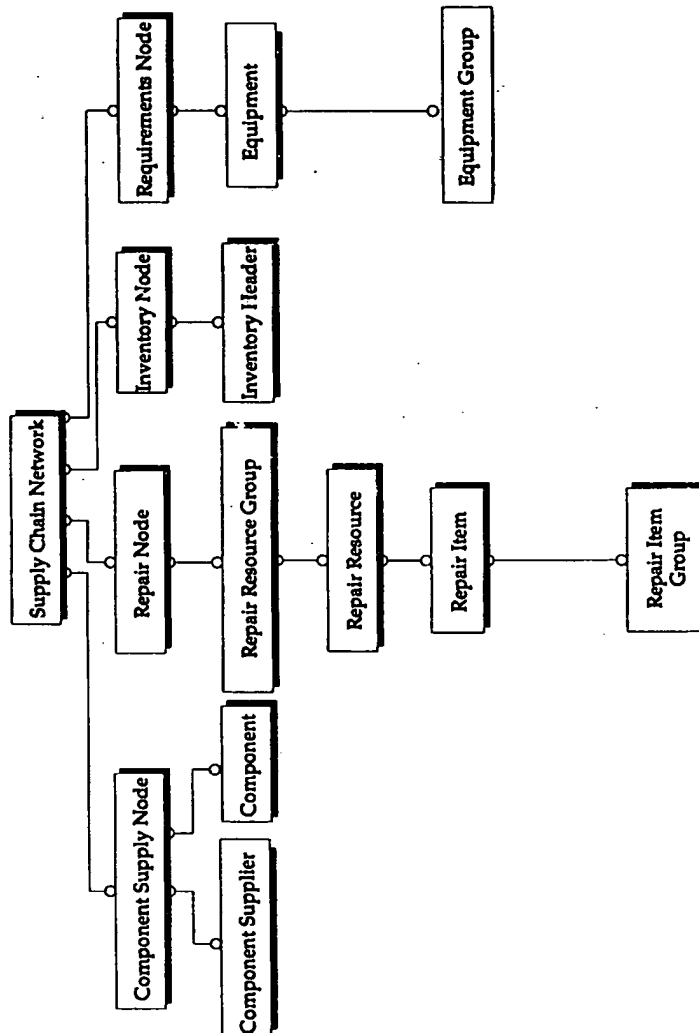 Supply Chain Network
Component Supply Node
Repair Node
Inventory Node
Requirements Node
Component Supplier
Component
Repair Resource Group
Inventory Header
Equipment
Repair Resource
Repair Item
Equipment Group
Repair Item
Group